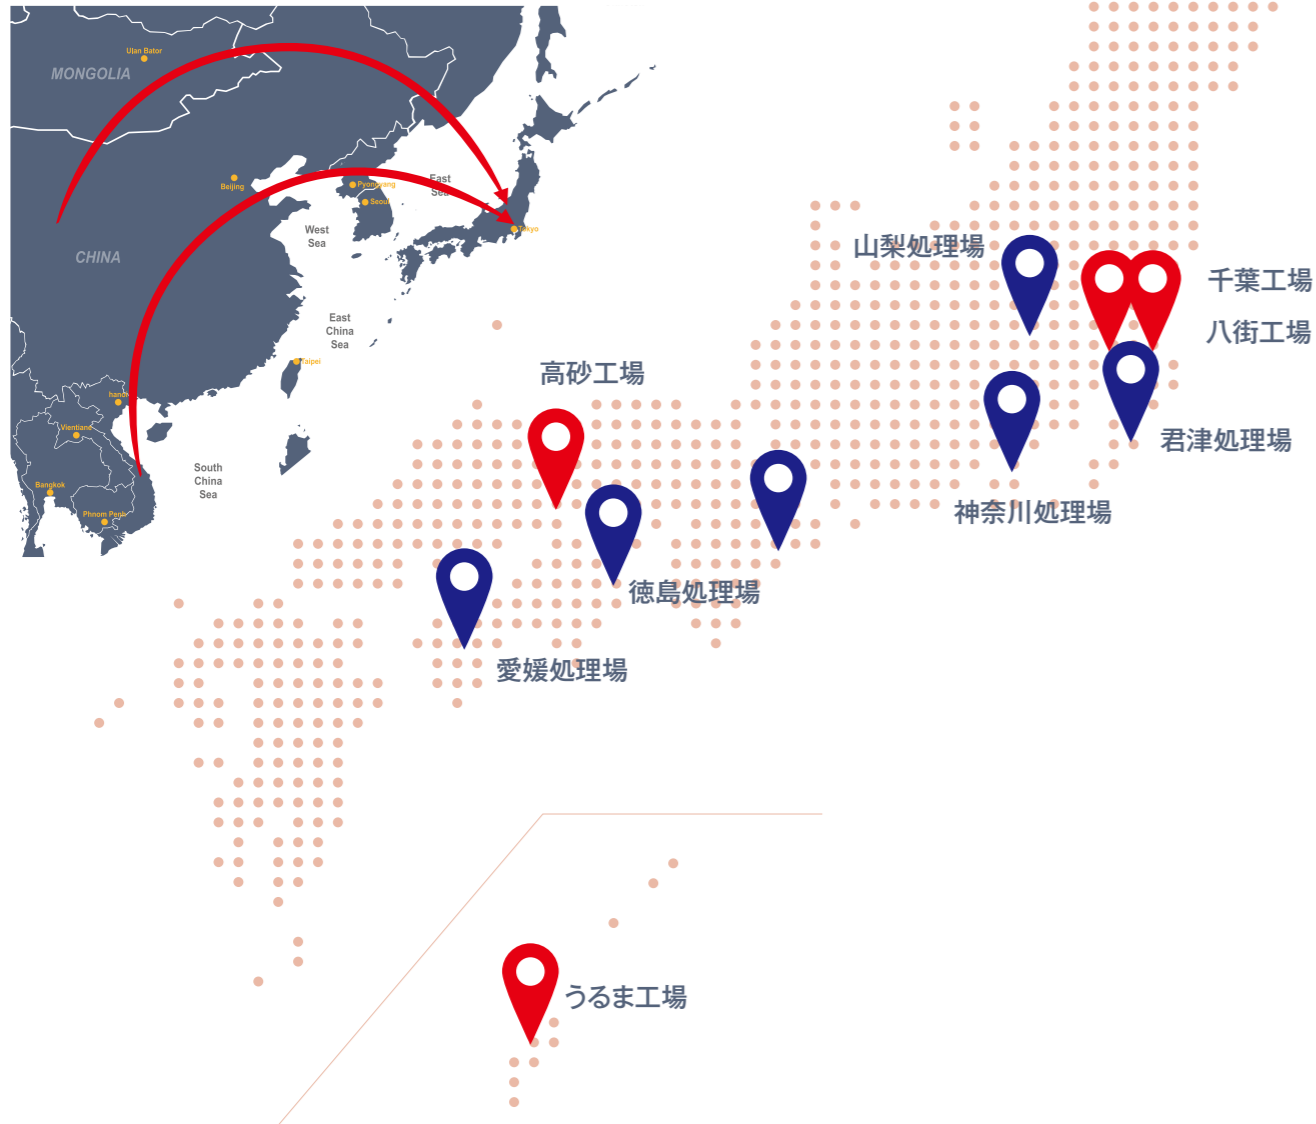 Ulan Bator
MONGOLIA
Beijing
Pyongyang
Seoul
East
Sea
Tokyo
West
Sea
CHINA
East
China
Sea
Taipei
hanoi
Vientiane
Bangkok
Phnom Penh
South
China
Sea
山梨処理場
千葉工場
八街工場
高砂工場
君津処理場
神奈川処理場
徳島処理場
愛媛処理場
うるま工場